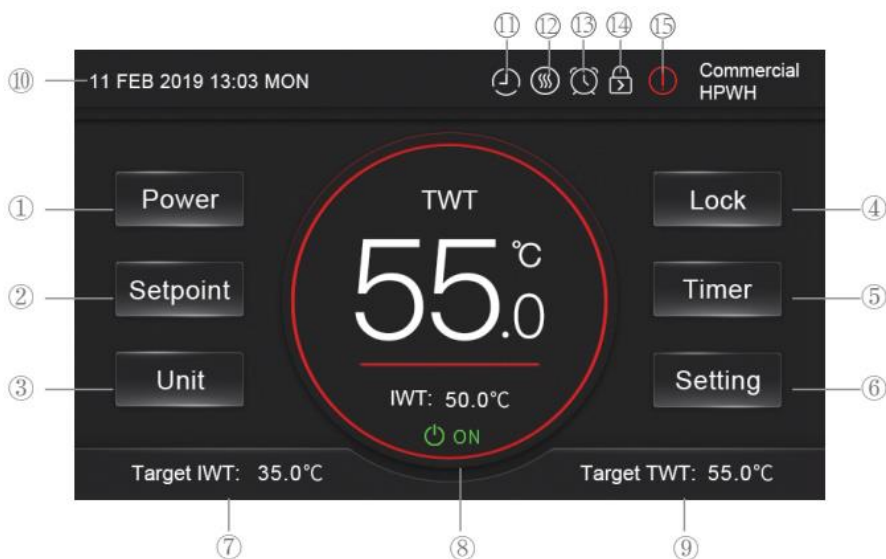 ⑪ ⑫ ⑬ ⑭ ⑮
⑩ 11 FEB 2019 13:03 MON
Commercial
HPWH
① Power
TWT
Lock ④
② Setpoint
55.0 °C
Timer ⑤
③ Unit
IWT: 50.0°C
Setting ⑥
ON
Target IWT: 35.0°C
Target TWT: 55.0°C
⑦ ⑧ ⑨